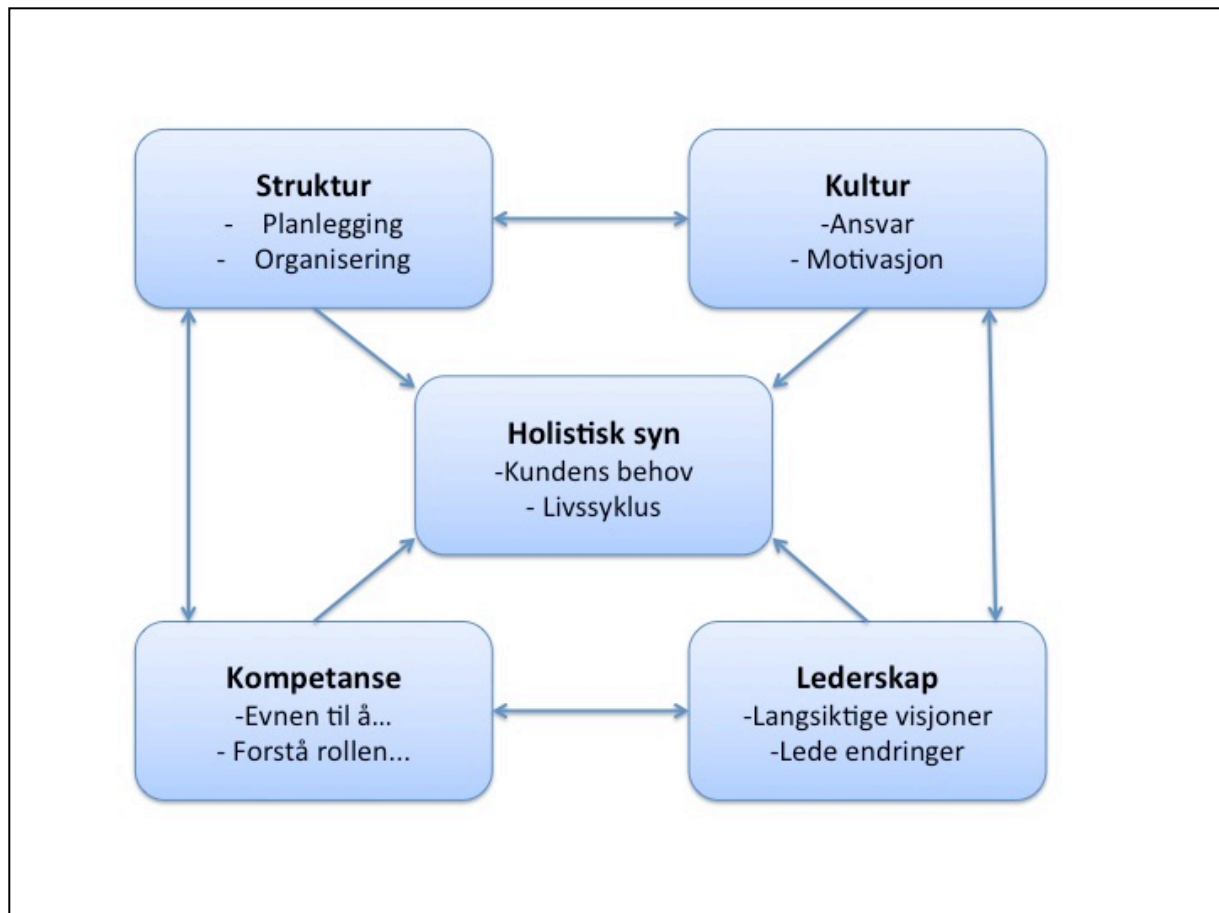 Struktur
- Planlegging
- Organisering
Kultur
-Ansvar
- Motivasjon
Holistisk syn
-Kundens behov
- Livssyklus
Kompetanse
-Evnen til å...
- Forstå rollen...
Lederskap
-Langsiktige visjoner
-Lede endringer